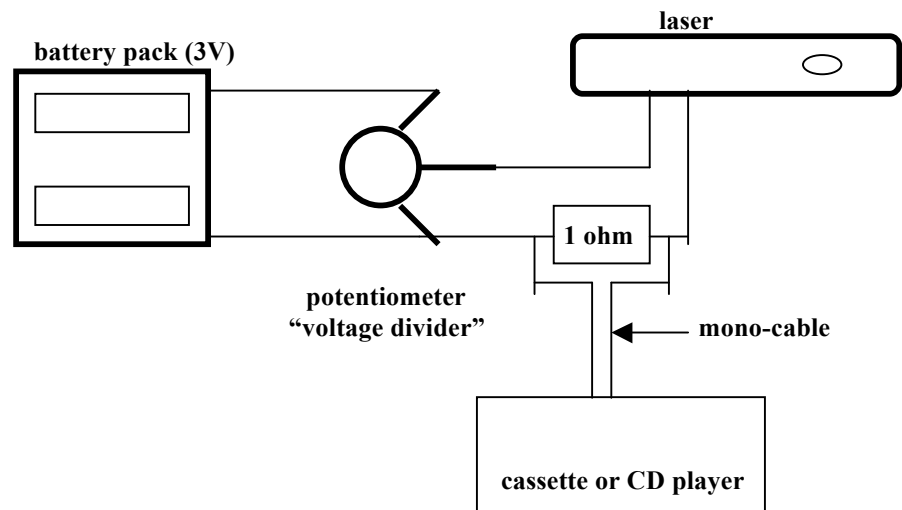 laser
battery pack (3V)
1 ohm
potentiometer
“voltage divider”
mono-cable
cassette or CD player